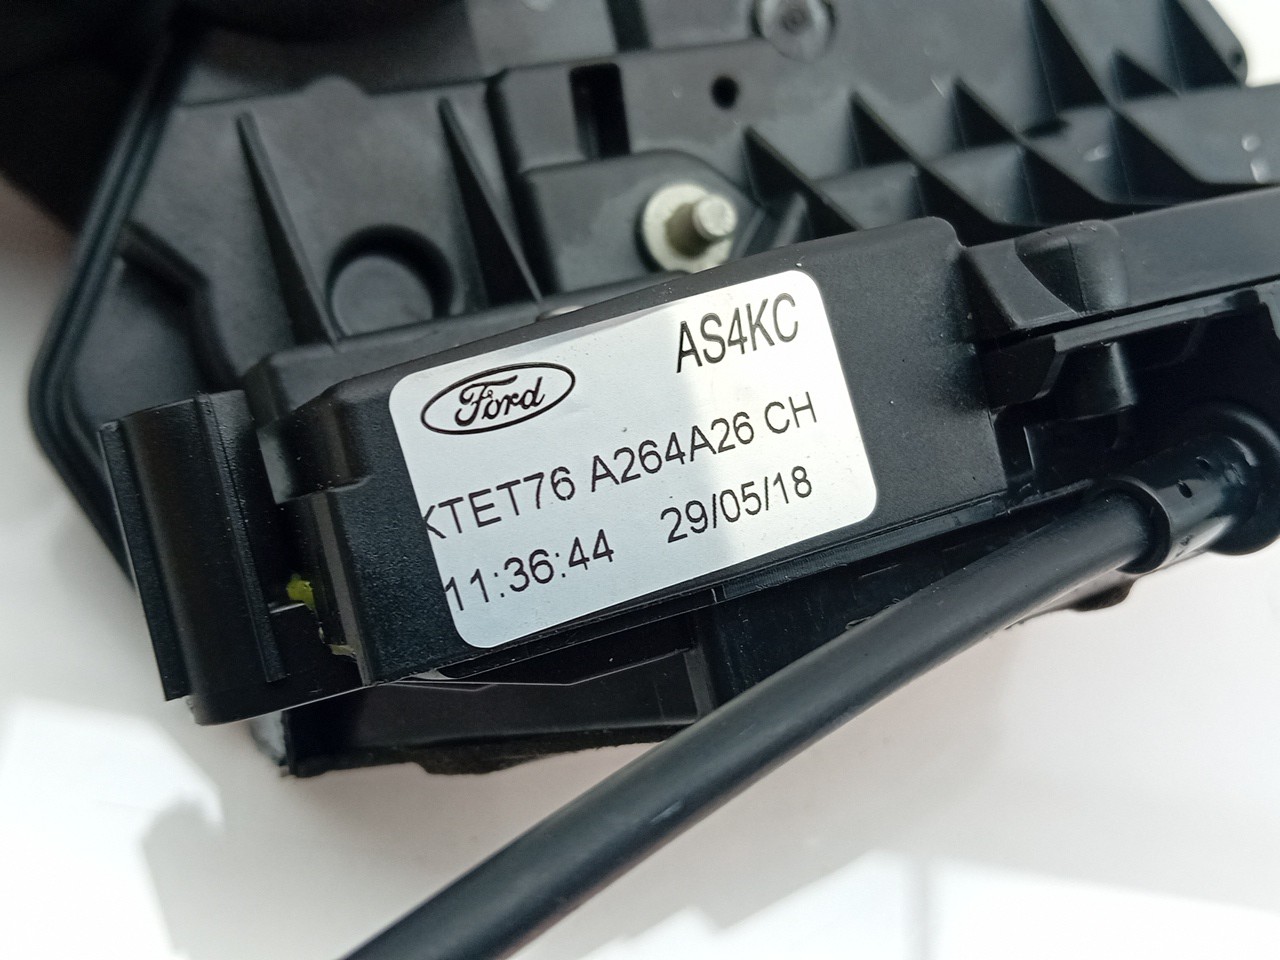 Ford
AS4KC
KTET76 A264A26 CH
11:36:44 29/05/18